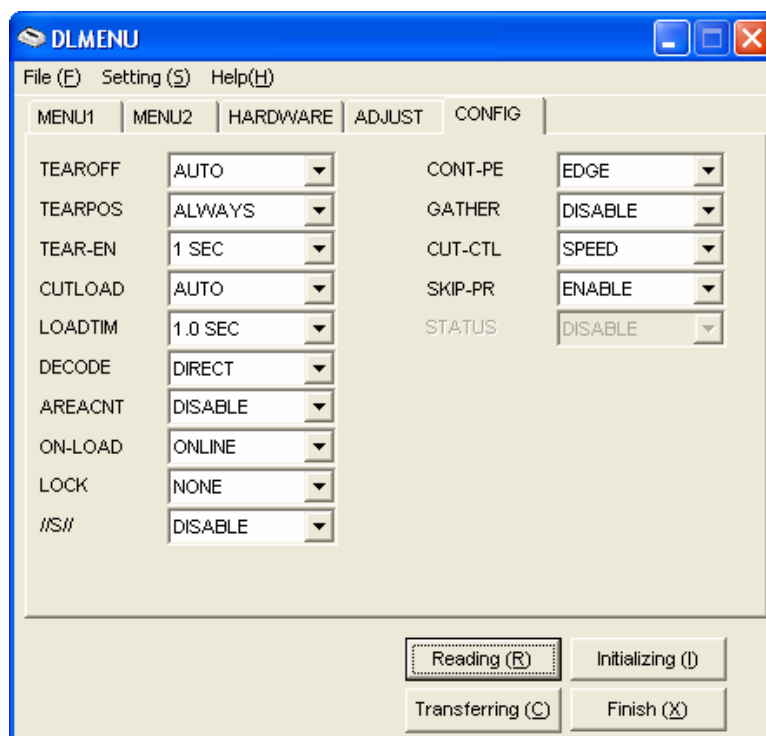 DLMENU
File (F) Setting (S) Help(H)
MENU1 MENU2 HARDWARE ADJUST CONFIG
TEAROFF AUTO CONT-PE EDGE
TEARPOS ALWAYS GATHER DISABLE
TEAR-EN 1 SEC CUT-CTL SPEED
CUTLOAD AUTO SKIP-PR ENABLE
LOADTIM 1.0 SEC STATUS DISABLE
DECODE DIRECT
AREACNT DISABLE
ON-LOAD ONLINE
LOCK NONE
//S// DISABLE
Reading (R) Initializing (I)
Transferring (C) Finish (X)